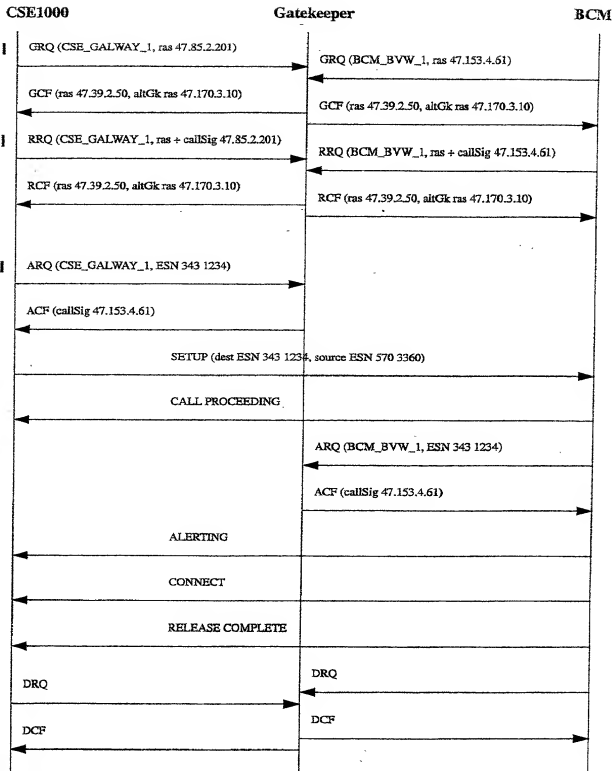 CSE1000 Gatekeeper BCM
GRQ (CSE_GALWAY_1, ras 47.85.2.201)
GRQ (BCM_BVW_1, ras 47.153.4.61)
GCF (ras 47.39.2.50, altGk ras 47.170.3.10)
GCF (ras 47.39.2.50, altGk ras 47.170.3.10)
RRQ (CSE_GALWAY_1, ras + callSig 47.85.2.201)
RRQ (BCM_BVW_1, ras + callSig 47.153.4.61)
RCF (ras 47.39.2.50, altGk ras 47.170.3.10)
RCF (ras 47.39.2.50, altGk ras 47.170.3.10)
ARQ (CSE_GALWAY_1, ESN 343 1234)
ACF (callSig 47.153.4.61)
SETUP (dest ESN 343 1234, source ESN 570 3360)
CALL PROCEEDING
ARQ (BCM_BVW_1, ESN 343 1234)
ACF (callSig 47.153.4.61)
ALERTING
CONNECT
RELEASE COMPLETE
DRQ
DRQ
DCF
DCF